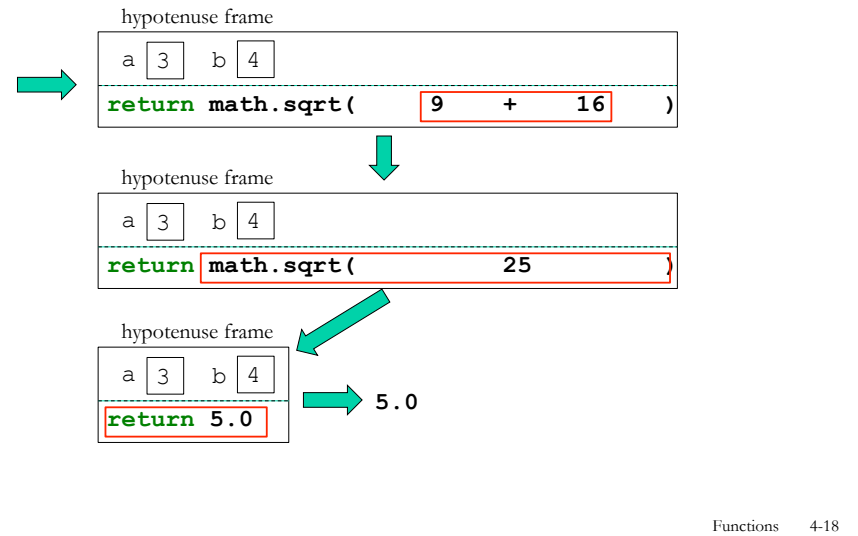 hypotenuse frame
a 3 b 4
return math.sqrt( 9 + 16 )
hypotenuse frame
a 3 b 4
return math.sqrt( 25 )
hypotenuse frame
a 3 b 4
return 5.0
5.0
Functions 4-18